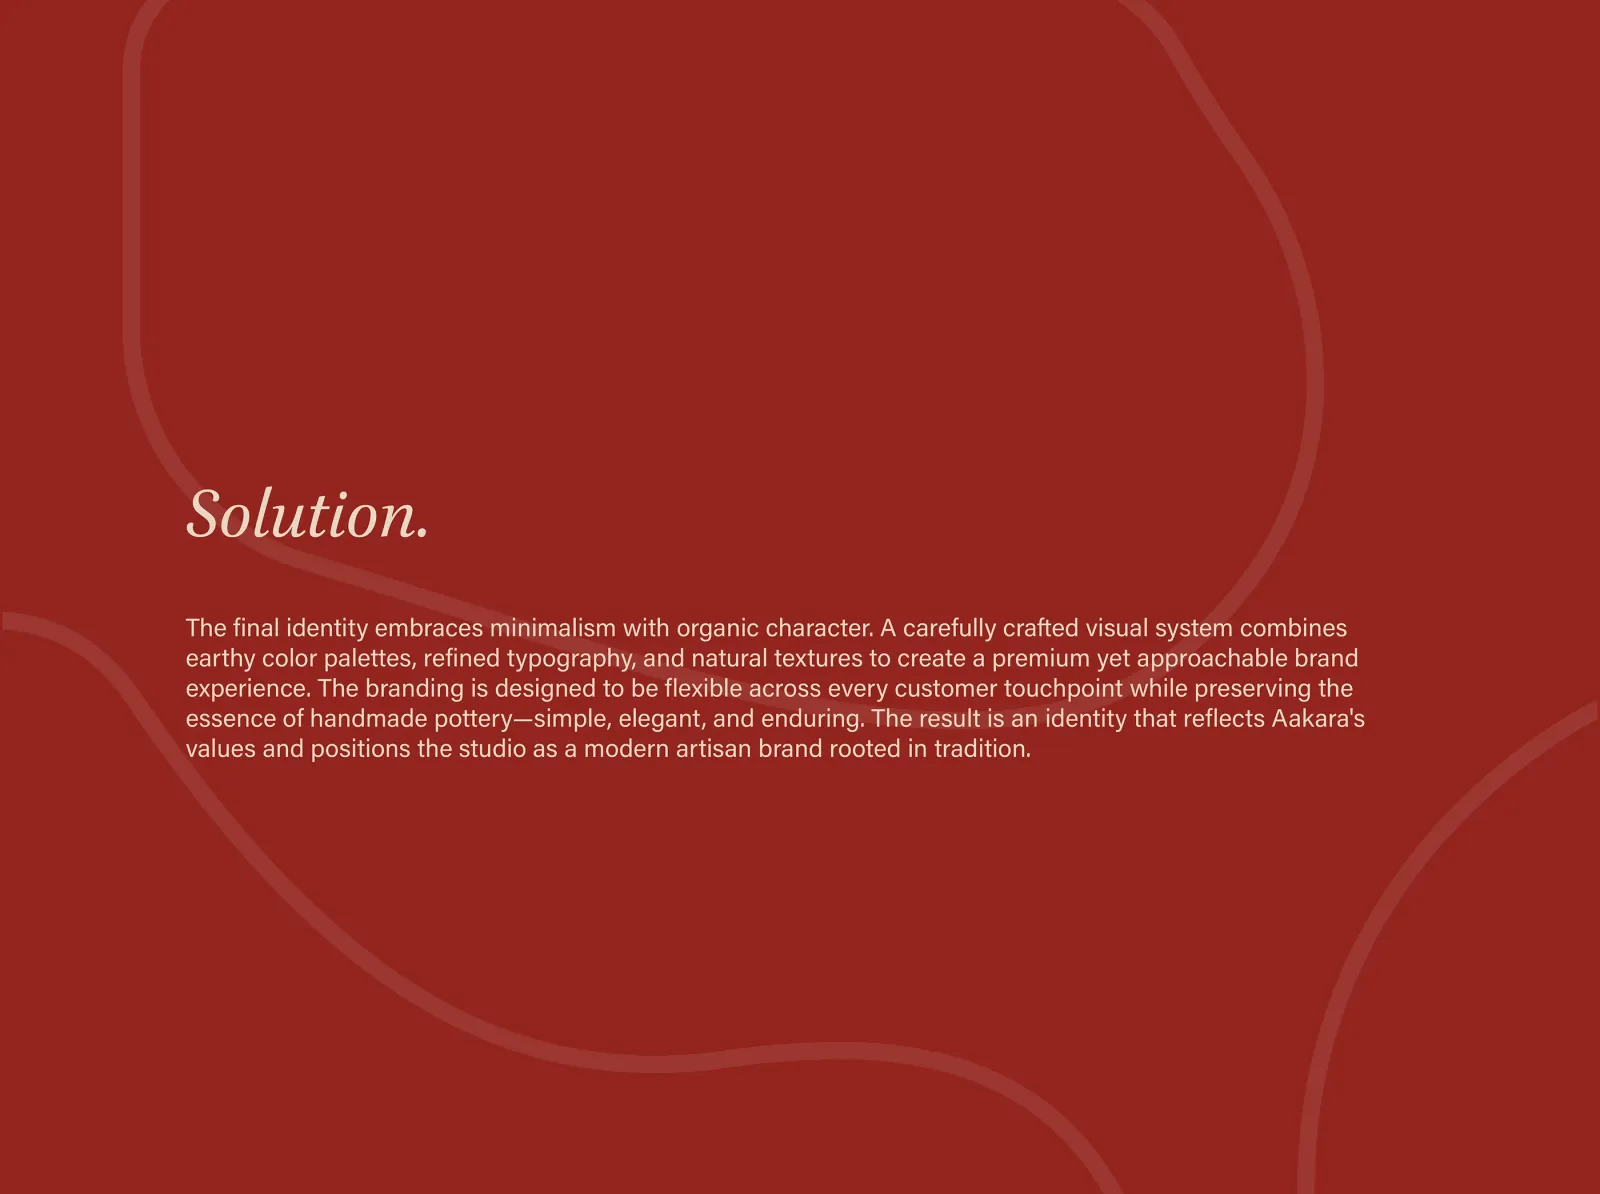 Solution.
The final identity embraces minimalism with organic character. A carefully crafted visual system combines
earthy color palettes, refined typography, and natural textures to create a premium yet approachable brand
experience. The branding is designed to be flexible across every customer touchpoint while preserving the
essence of handmade pottery—simple, elegant, and enduring. The result is an identity that reflects Aakara's
values and positions the studio as a modern artisan brand rooted in tradition.